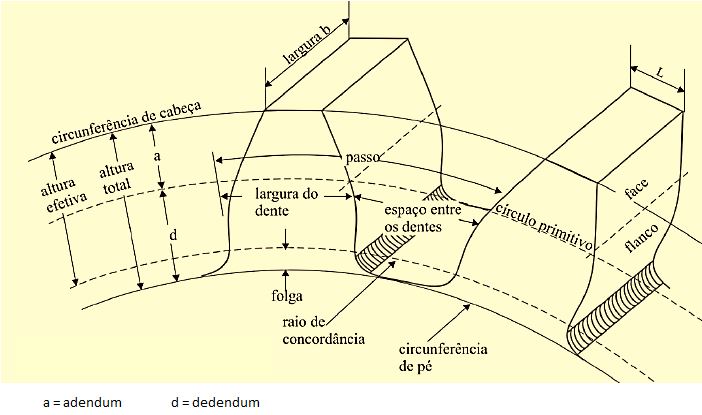 largura b
L
circunferência de cabeça
a
altura
efetiva
altura
total
passo
largura do
dente
espaço entre
os dentes
círculo primitivo
face
flanco
d
folga
raio de
concordância
circunferência
de pé
a = adendum
d = dedendum